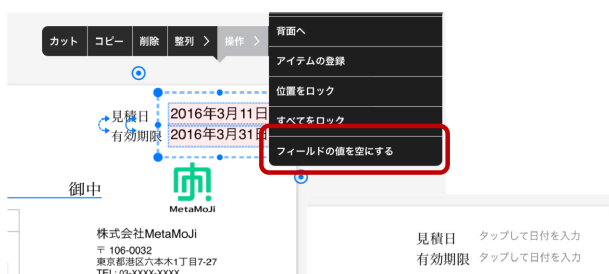 カット コピー 削除 整列 操作
背面へ
アイテムの登録
位置をロック
すべてをロック
フィールドの値を空にする
見積日 2016年3月11日
有効期限 2016年3月31日
御中
MetaMoJi
株式会社MetaMoJi
〒 106-0032
東京都港区六本木1丁目7-27
TEL : 03-XXXX-XXXX
見積日 タップして日付を入力
有効期限 タップして日付を入力